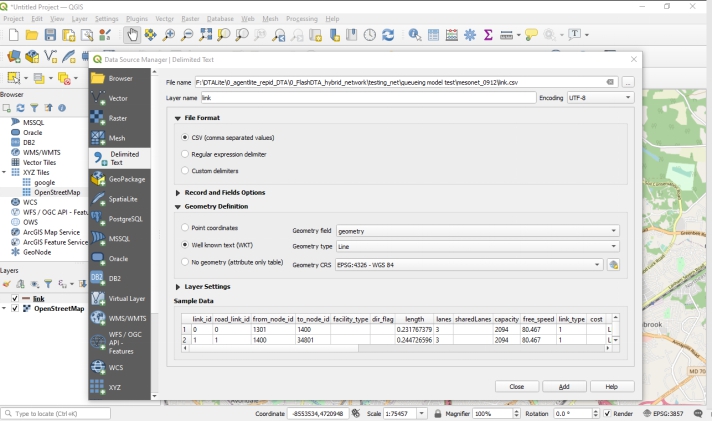 *Untitled Project — QGIS
Project Edit View Layer Settings Plugins Vector Raster Database Web Mesh Processing Help
Data Source Manager | Delimited Text
Browser
MSSQL
Oracle
DB2
WMS/WMTS
Vector Tiles
XYZ Tiles
google
OpenStreetMap
WCS
WFS / OGC API - Feat
OWS
ArcGIS Map Service
ArcGIS Feature Service
GeoNode
Layers
link
OpenStreetMap
Browser
Vector
Raster
Mesh
Delimited Text
GeoPackage
SpatiaLite
PostgreSQL
MSSQL
Oracle
DB2
Virtual Layer
WMS/WMTS
WFS / OGC API - Features
WCS
XYZ
File name F:\DTALite\0_agentlite_repid_DTA\0_FlashDTA_hybrid_network\testing_net\queueing model test\mesonet_0912\link.csv
Layer name link Encoding UTF-8
File Format
CSV (comma separated values)
Regular expression delimiter
Custom delimiters
Record and Fields Options
Geometry Definition
Point coordinates Geometry field geometry
Well known text (WKT) Geometry type Line
No geometry (attribute only table) Geometry CRS EPSG:4326 - WGS 84
Layer Settings
Sample Data
link_id road_link_id from_node_id to_node_id facility_type dir_flag length lanes sharedLanes capacity free_speed link_type cost
1 0 0 1301 1400 0.231767379 3 2094 80.467 1 L
2 1 1 1400 34801 0.244726596 3 2094 80.467 1 L
Close Add Help
brook
MD 70
Type to locate (Ctrl+K) Coordinate -8553534,4720948 Scale 1:75457 Magnifier 100% Rotation 0.0 ° Render EPSG:3857